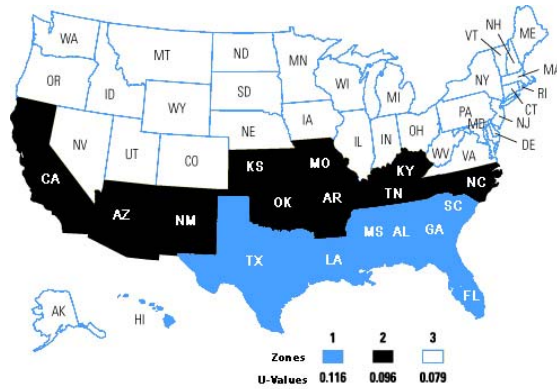 WA
MT
ND
MN
VT
NH
ME
OR
ID
WY
SD
WI
MI
NY
MA
RI
CT
NV
UT
CO
NE
IA
IL
IN
OH
PA
NJ
MD
DE
WV
VA
CA
AZ
NM
KS
MO
KY
OK
AR
TN
NC
SC
TX
LA
MS
AL
GA
FL
AK
HI
1 2 3
Zones
U-Values 0.116 0.096 0.079